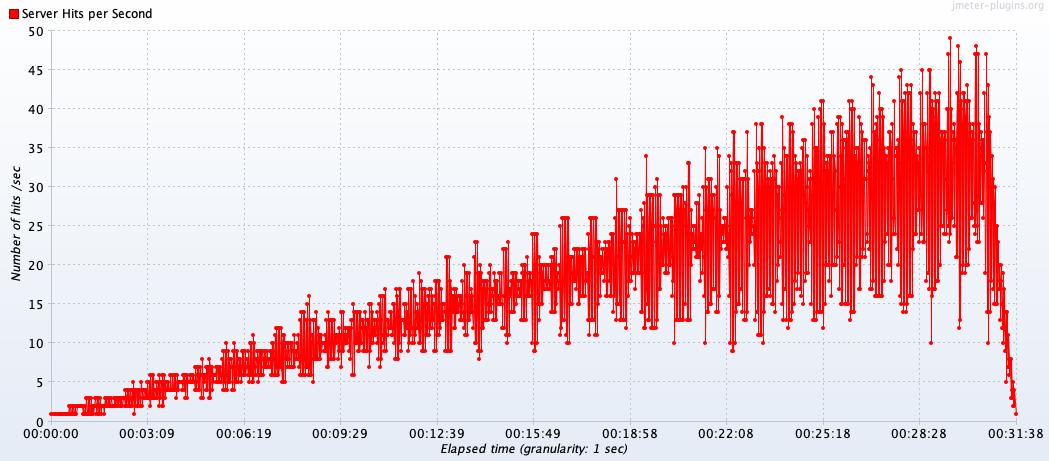 jmeter-plugins.org
Server Hits per Second
50
45
40
35
30
25
20
15
10
5
0
Number of hits /sec
00:00:00 00:03:09 00:06:19 00:09:29 00:12:39 00:15:49 00:18:58 00:22:08 00:25:18 00:28:28 00:31:38
Elapsed time (granularity: 1 sec)